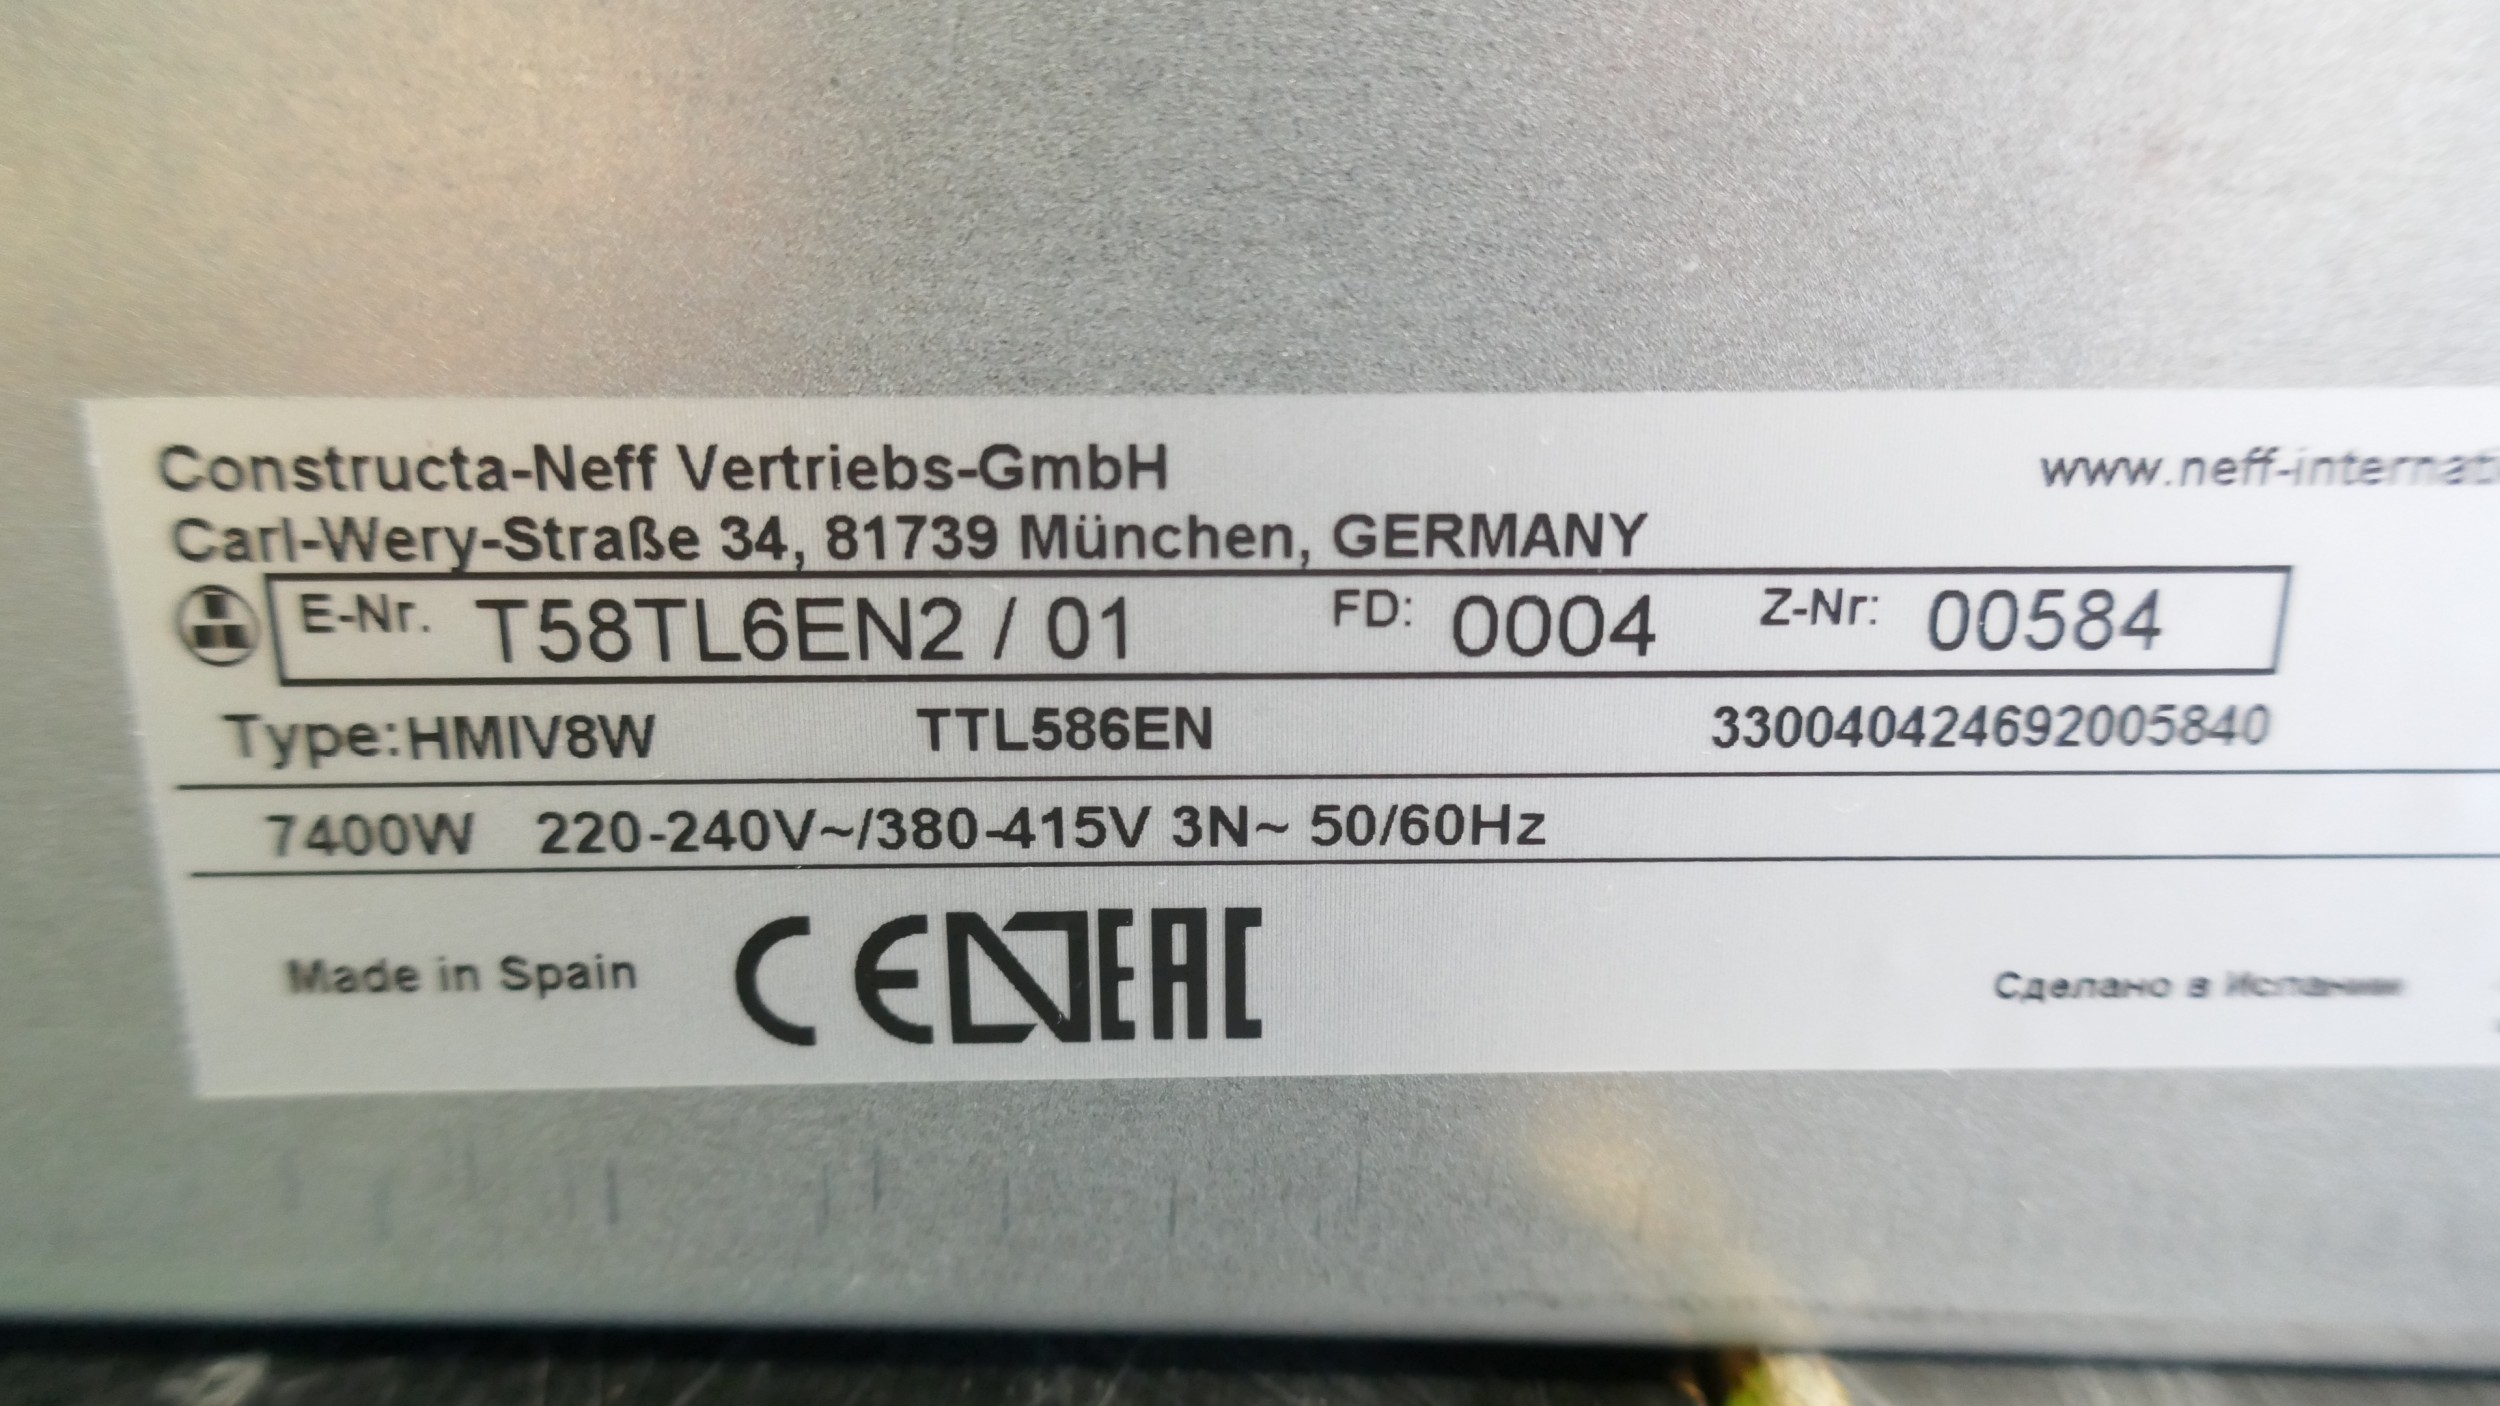 Constructa-Neff Vertriebs-GmbH
www.neff-internati
Carl-Wery-Straße 34, 81739 München, GERMANY
E-Nr. T58TL6EN2 / 01 FD: 0004 Z-Nr: 00584
Type:HMIV8W TTL586EN 330040424692005840
7400W 220-240V~/380-415V 3N~ 50/60Hz
Made in Spain CE EAC
Сделано в Испании